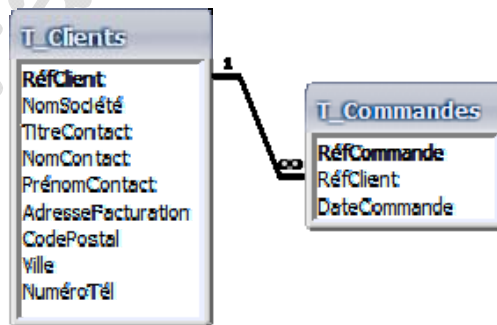 T_Clients
RéfClient
NomSociété
TitreContact
NomContact
PrénomContact
AdresseFacturation
CodePostal
Ville
NuméroTél
1
∞
T_Commandes
RéfCommande
RéfClient
DateCommande